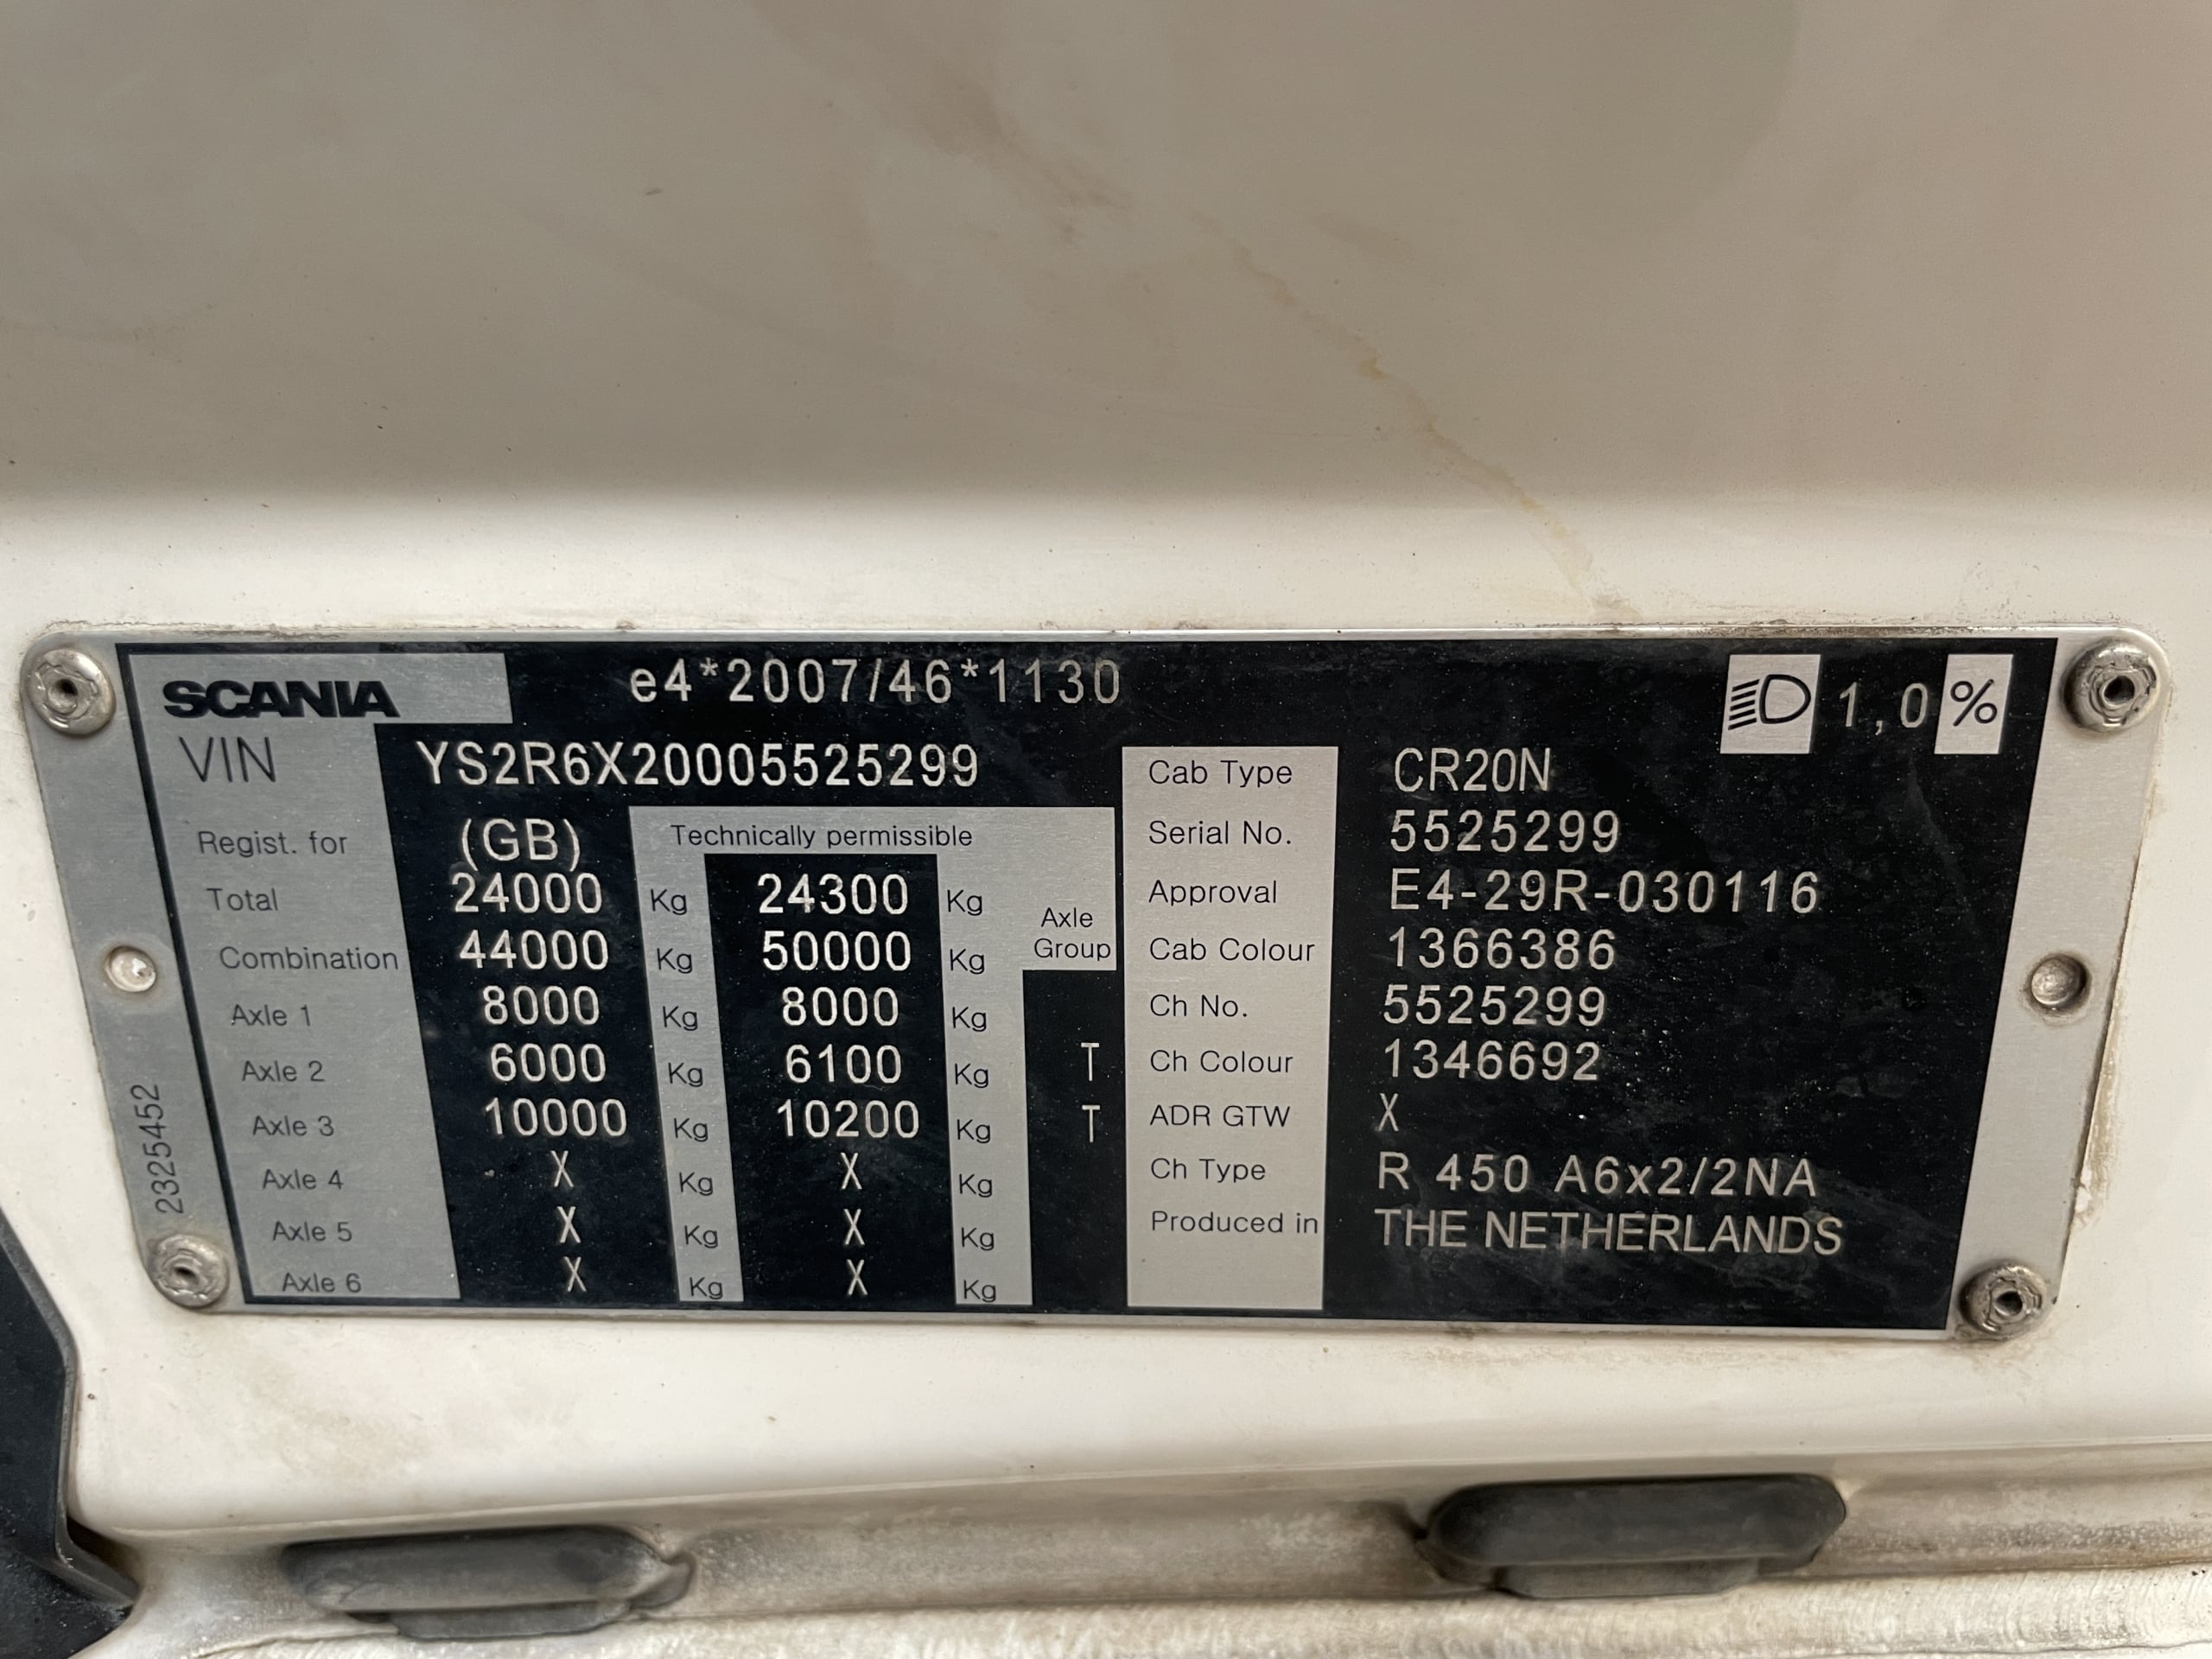 SCANIA e4*2007/46*1130 1,0 %
VIN YS2R6X20005525299
Regist. for (GB) Technically permissible
Total 24000 Kg 24300 Kg
Combination 44000 Kg 50000 Kg Axle Group
Axle 1 8000 Kg 8000 Kg
Axle 2 6000 Kg 6100 Kg T
Axle 3 10000 Kg 10200 Kg T
Axle 4 X Kg X Kg
Axle 5 X Kg X Kg
Axle 6 X Kg X Kg
Cab Type CR20N
Serial No. 5525299
Approval E4-29R-030116
Cab Colour 1366386
Ch No. 5525299
Ch Colour 1346692
ADR GTW X
Ch Type R 450 A6x2/2NA
Produced in THE NETHERLANDS
2325452